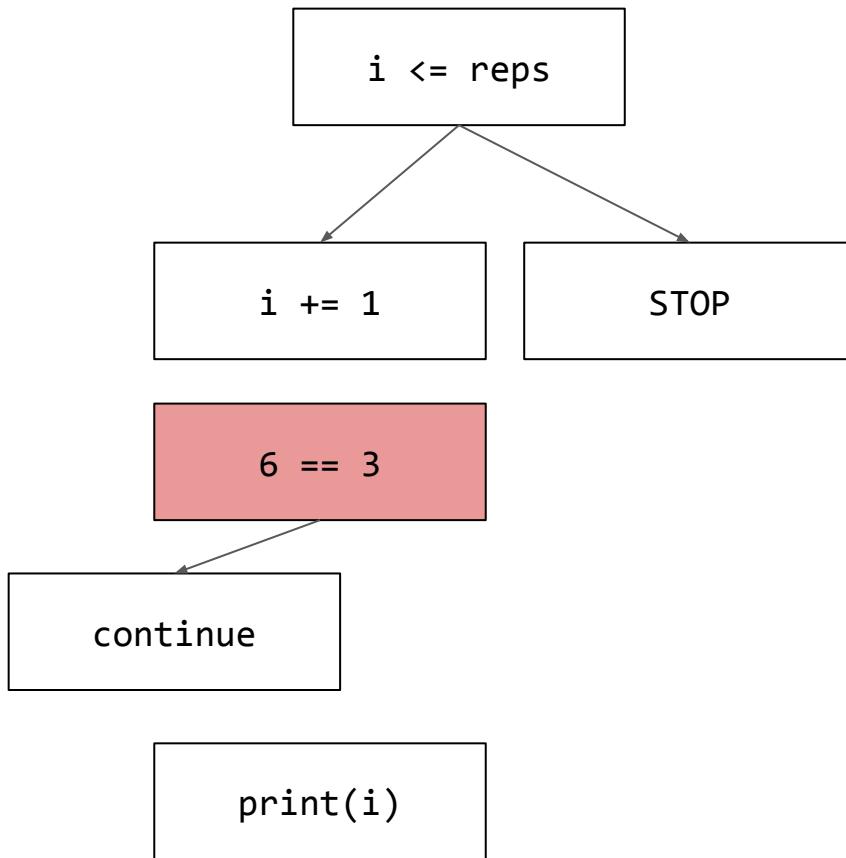 i <= reps
i += 1
STOP
6 == 3
continue
print(i)